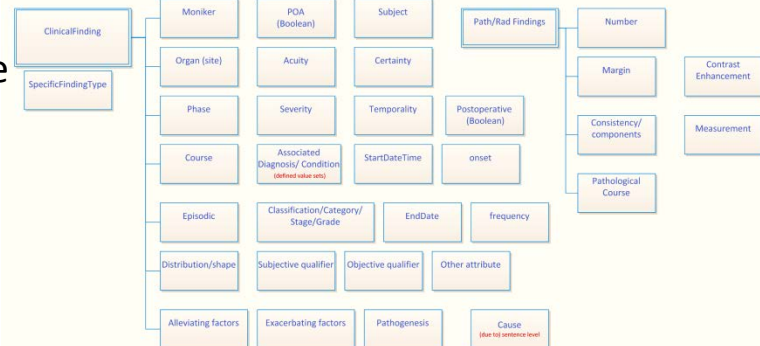 ClinicalFinding
SpecificFindingType
Moniker
POA
(Boolean)
Subject
Organ (site)
Acuity
Certainty
Phase
Severity
Temporality
Postoperative
(Boolean)
Course
Associated
Diagnosis/ Condition
(defined value sets)
StartDateTime
onset
Episodic
Classification/Category/
Stage/Grade
EndDate
frequency
Distribution/shape
Subjective qualifier
Objective qualifier
Other attribute
Alleviating factors
Exacerbating factors
Pathogenesis
Cause
(due to) sentence level
Path/Rad Findings
Number
Margin
Contrast
Enhancement
Consistency/
components
Measurement
Pathological
Course